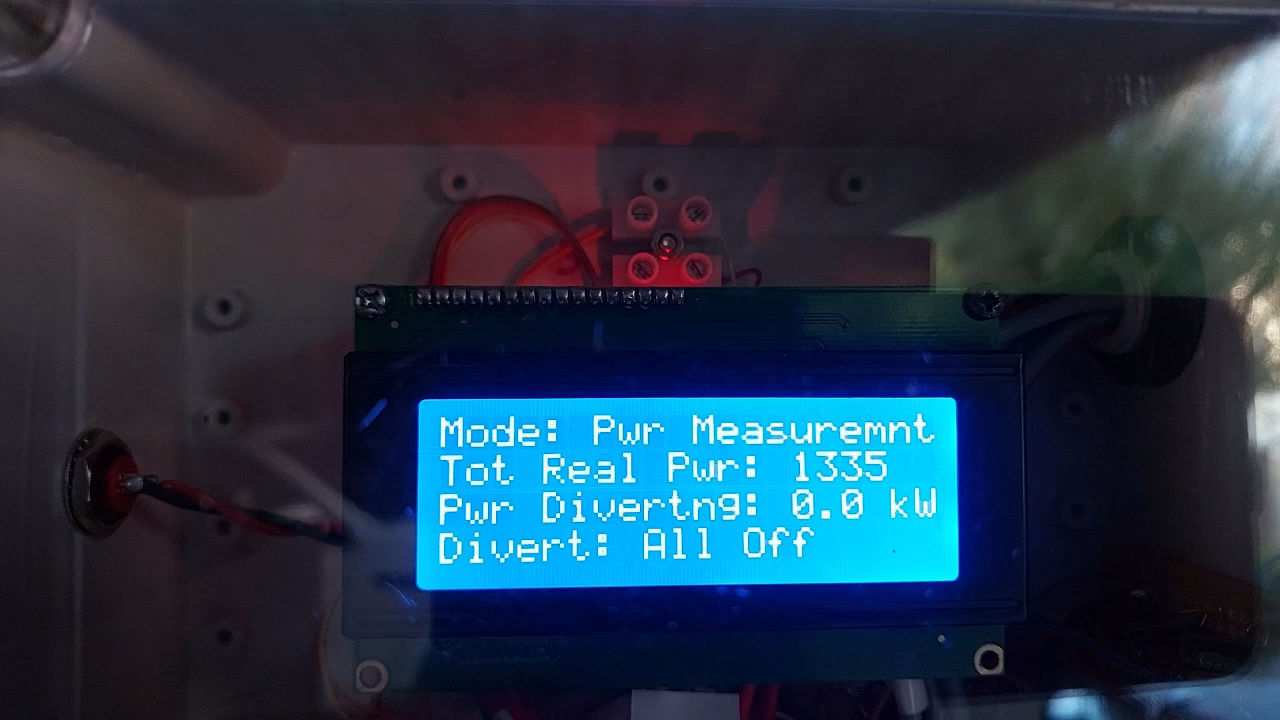 Mode: Pwr Measuremnt
Tot Real Pwr: 1335
Pwr Divertng: 0.0 kW
Divert: All Off